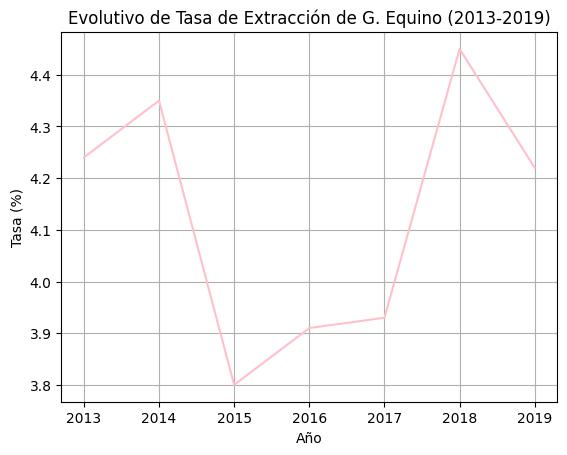 Evolutivo de Tasa de Extracción de G. Equino (2013-2019)
4.4
4.3
4.2
4.1
4.0
3.9
3.8
Tasa (%)
2013 2014 2015 2016 2017 2018 2019
Año